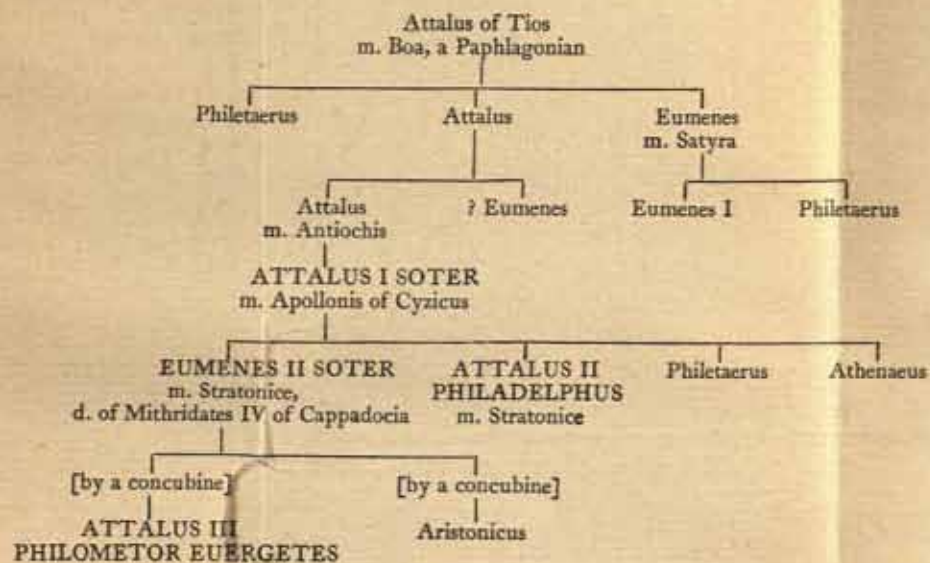 Attalus of Tios
m. Boa, a Paphlagonian
Philetaerus Attalus Eumenes
m. Satyra
Attalus ? Eumenes Eumenes I Philetaerus
m. Antiochis
ATTALUS I SOTER
m. Apollonis of Cyzicus
EUMENES II SOTER ATTALUS II Philetaerus Athenaeus
m. Stratonice, PHILADELPHUS
d. of Mithridates IV of Cappadocia m. Stratonice
[by a concubine] [by a concubine]
ATTALUS III Aristonicus
PHILOMETOR EUERGETES